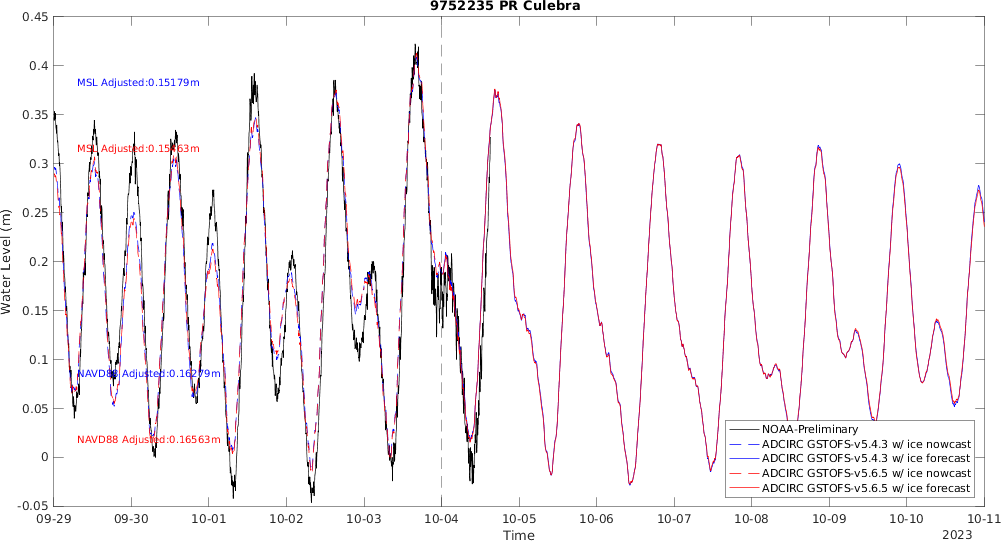 9752235 PR Culebra
Water Level (m)
0.45
0.4
0.35
0.3
0.25
0.2
0.15
0.1
0.05
0
-0.05
MSL Adjusted:0.15179m
MSL Adjusted:0.15463m
NAVD88 Adjusted:0.16279m
NAVD88 Adjusted:0.16563m
NOAA-Preliminary
ADCIRC GSTOFS-v5.4.3 w/ ice nowcast
ADCIRC GSTOFS-v5.4.3 w/ ice forecast
ADCIRC GSTOFS-v5.6.5 w/ ice nowcast
ADCIRC GSTOFS-v5.6.5 w/ ice forecast
09-29 09-30 10-01 10-02 10-03 10-04 10-05 10-06 10-07 10-08 10-09 10-10 10-11
Time
2023